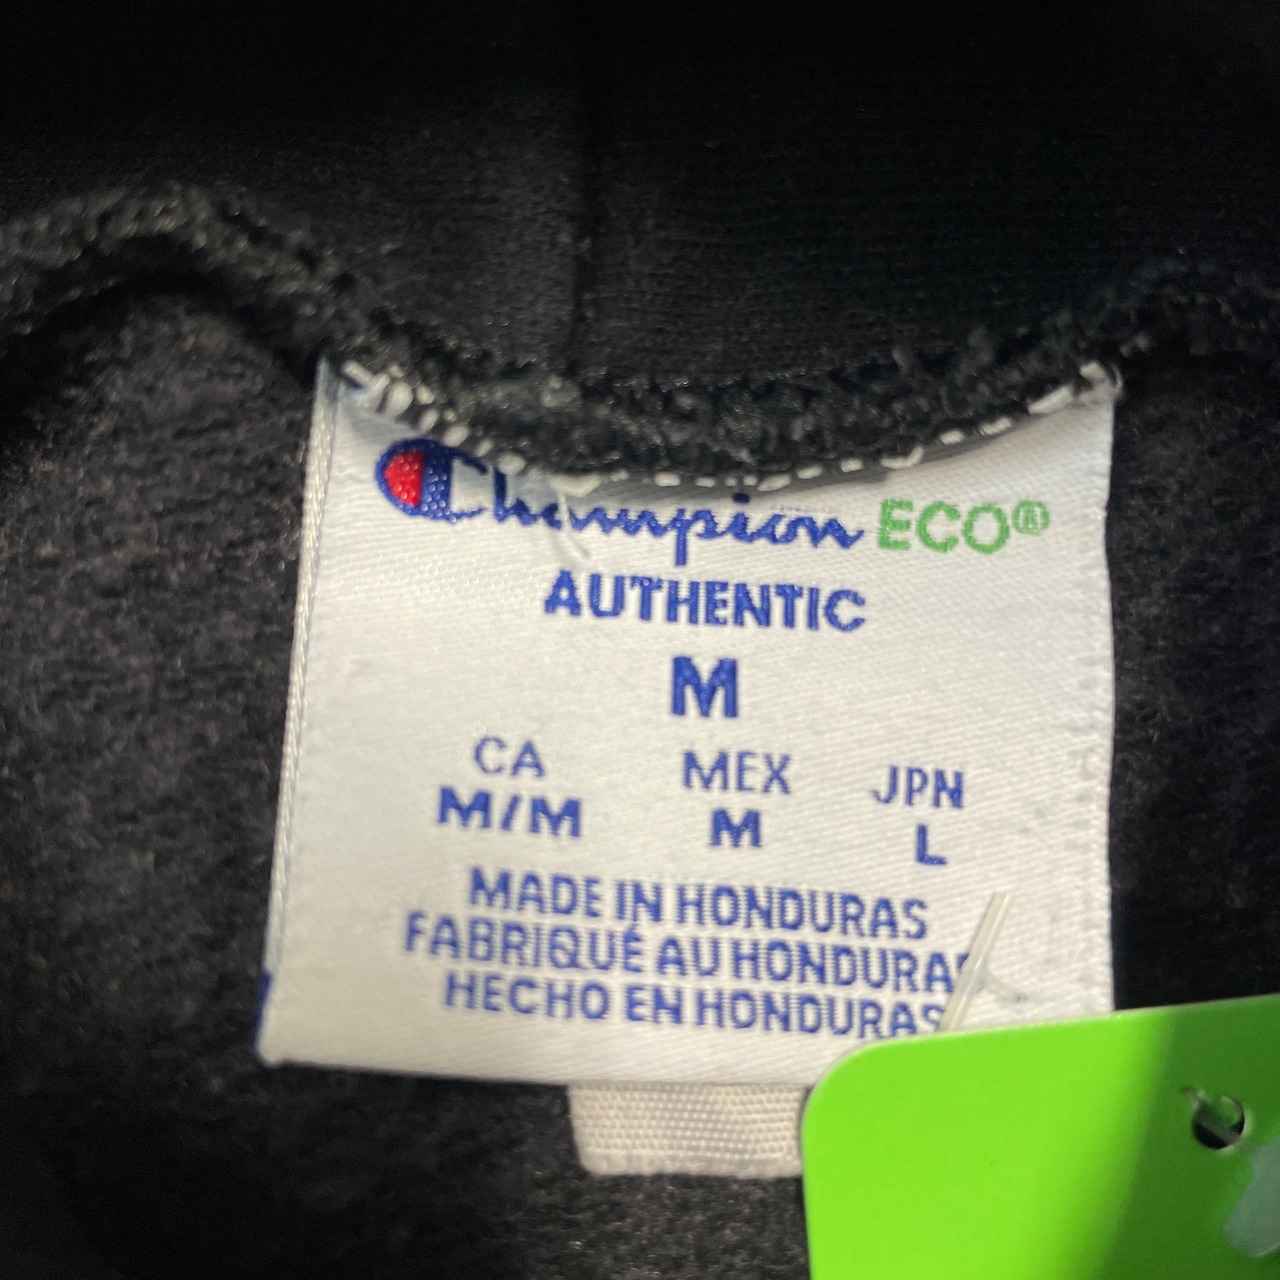 Champion ECO®
AUTHENTIC
M
CA MEX JPN
M/M M L
MADE IN HONDURAS
FABRIQUÉ AU HONDURAS
HECHO EN HONDURAS